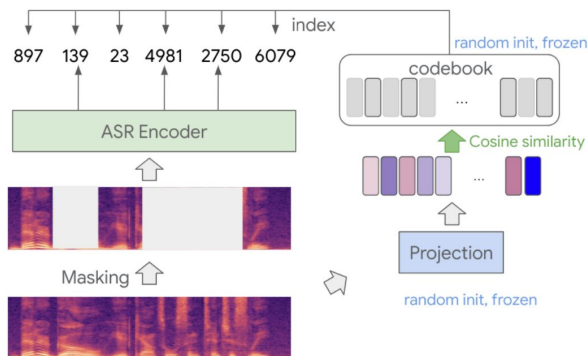 index
random init, frozen
897 139 23 4981 2750 6079
codebook
...
ASR Encoder
Cosine similarity
...
Masking
Projection
random init, frozen